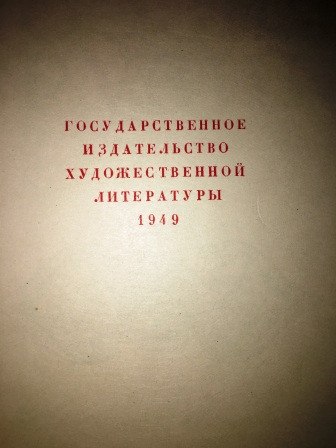 ГОСУДАРСТВЕННОЕ
ИЗДАТЕЛЬСТВО
ХУДОЖЕСТВЕННОЙ
ЛИТЕРАТУРЫ
1949